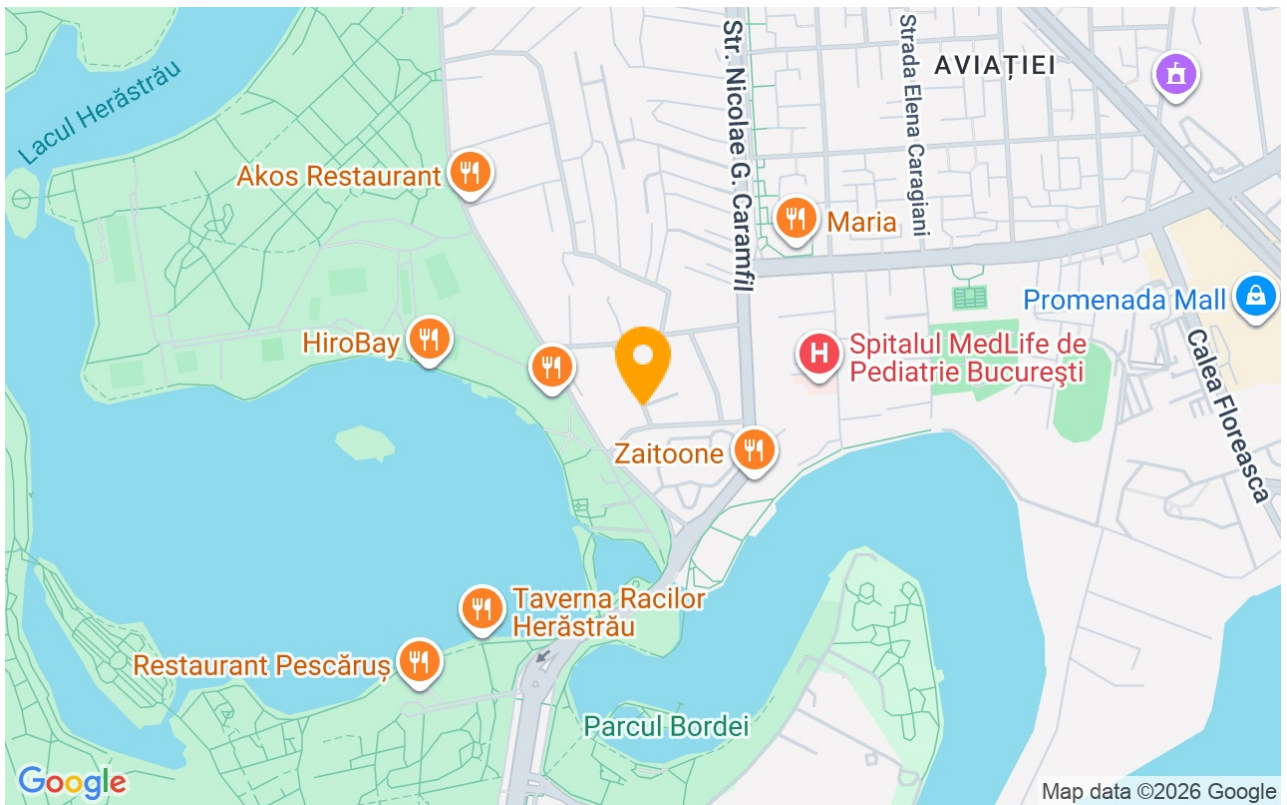 Lacul Herăstrău
Str. Nicolae G. Caramfil
Strada Elena Caragiani
AVIAȚIEI
Akos Restaurant
Maria
Promenada Mall
HiroBay
H
Spitalul MedLife de
Pediatrie Bucureşti
Calea Floreasca
Zaitoone
Taverna Racilor
Herăstrău
Restaurant Pescăruș
Parcul Bordei
Google
Map data ©2026 Google